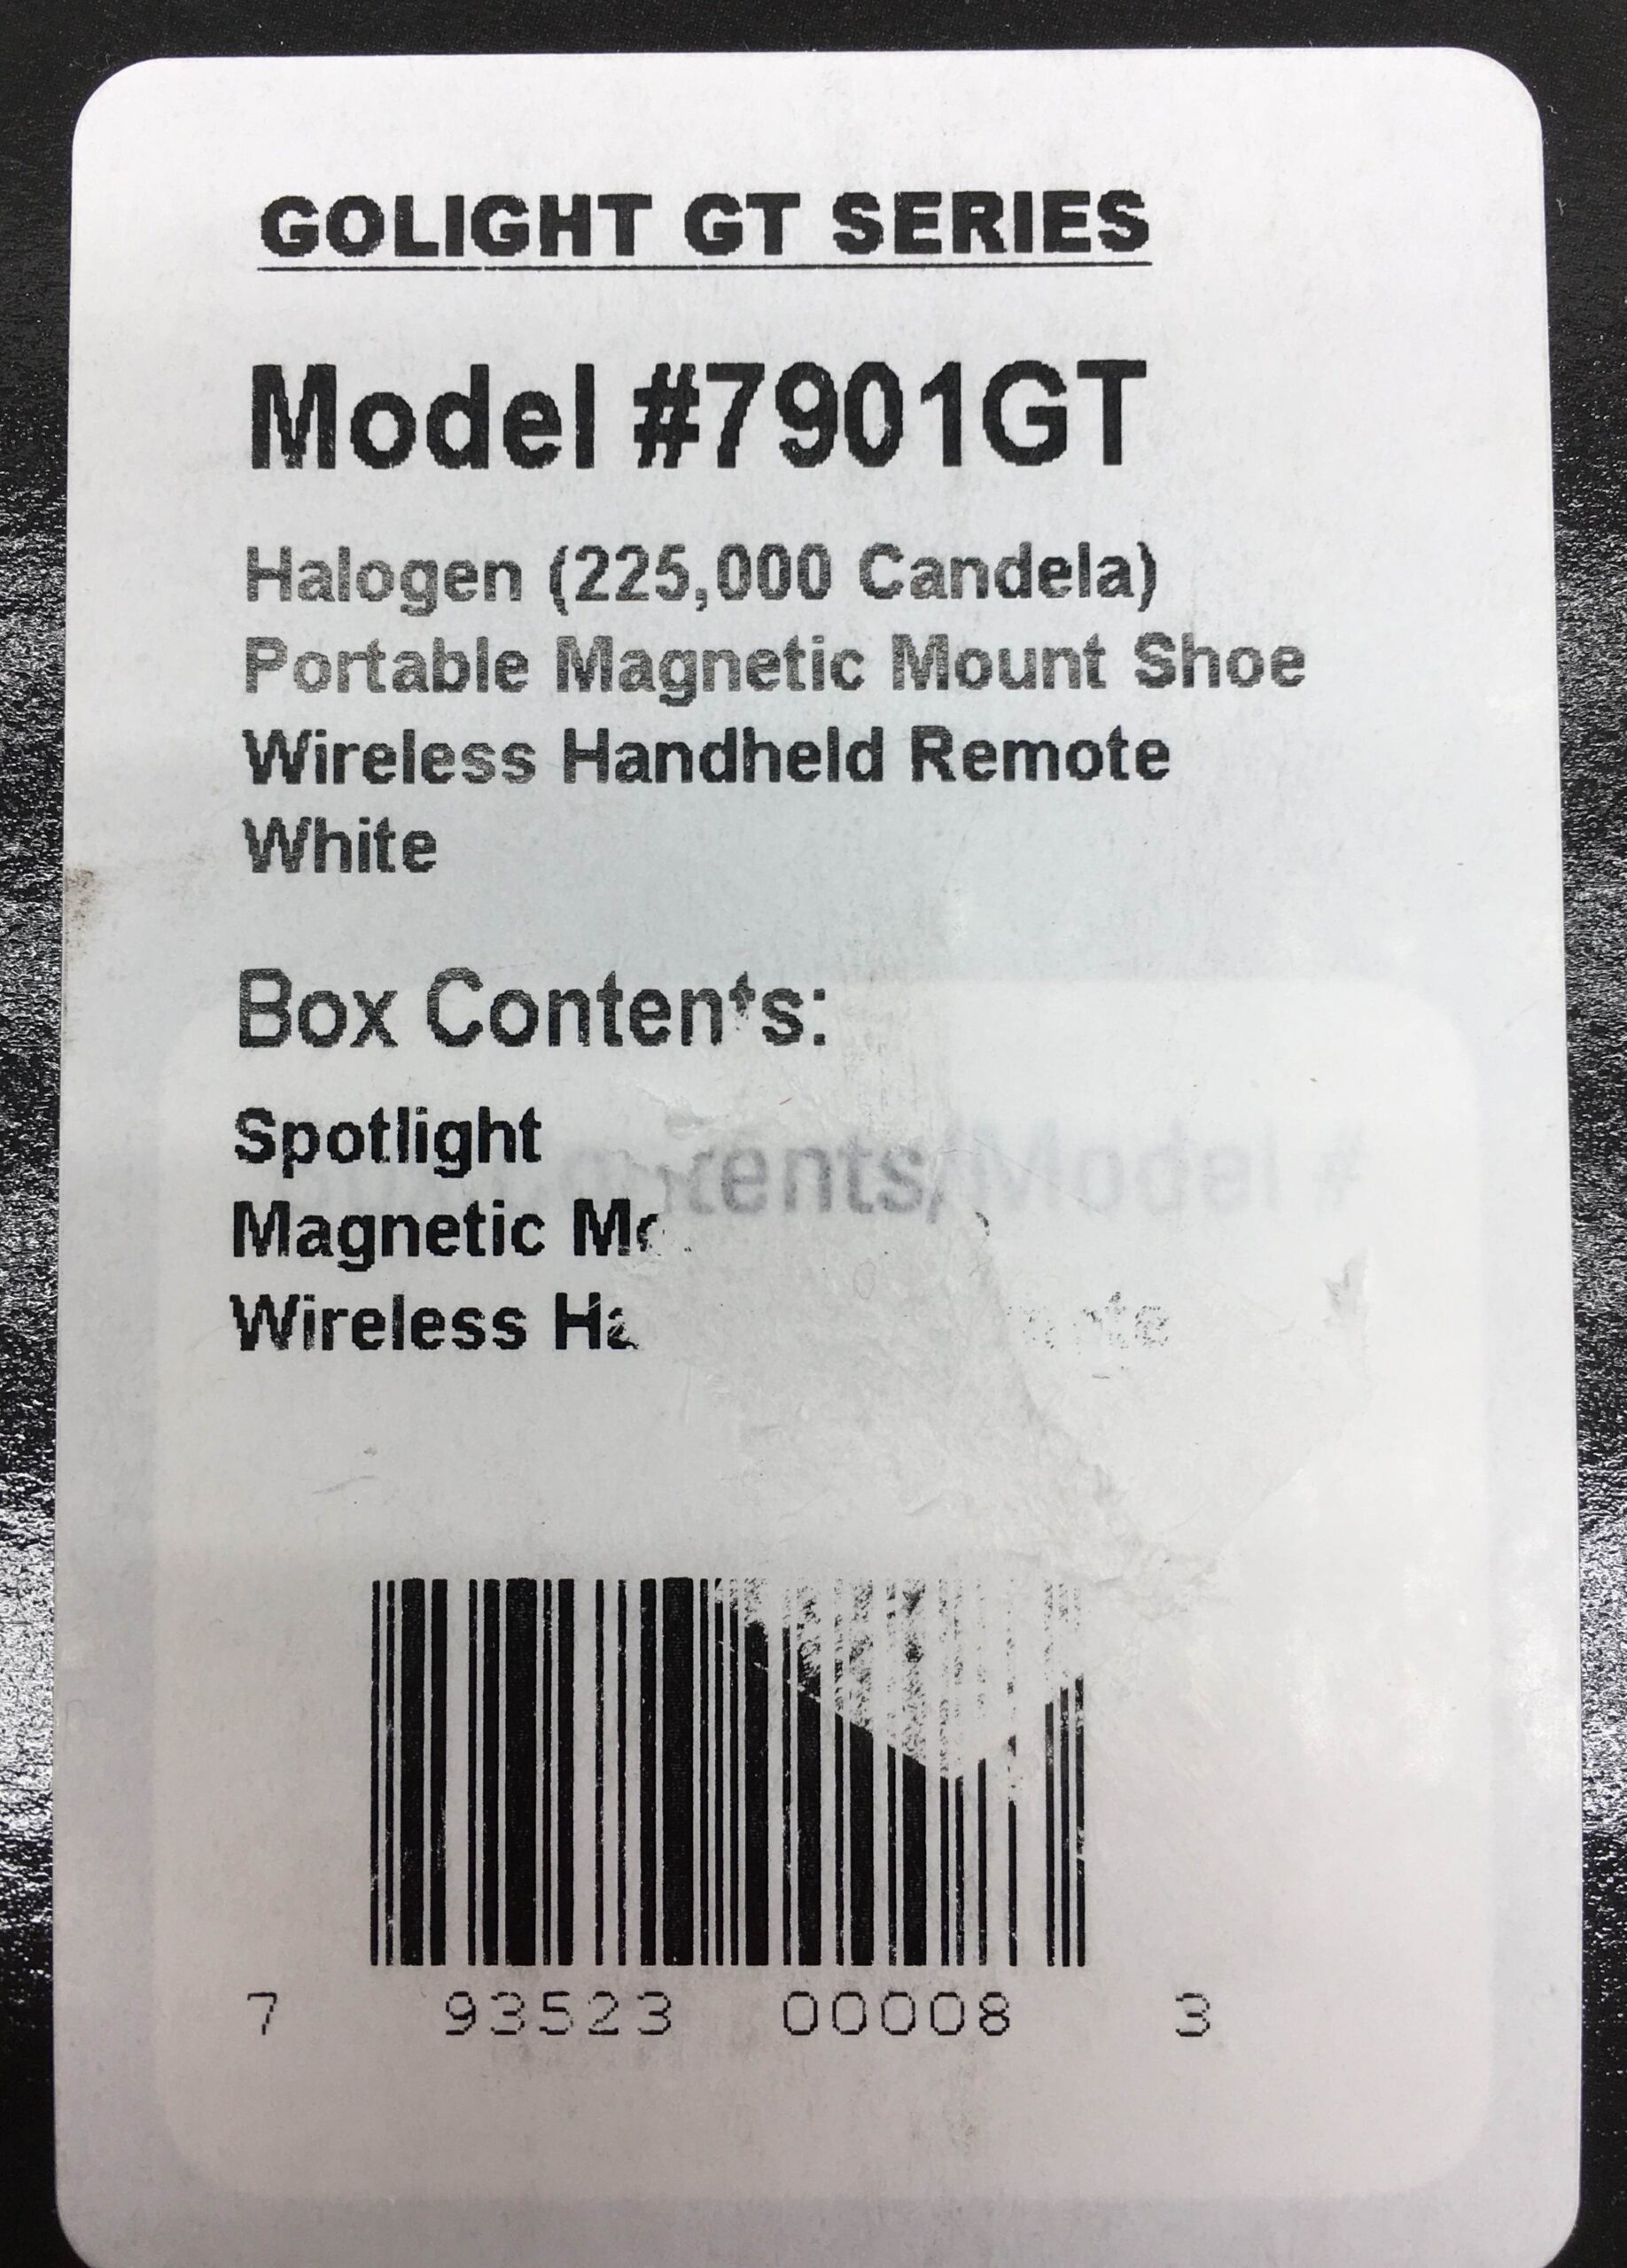 GOLIGHT GT SERIES
Model #7901GT
Halogen (225,000 Candela)
Portable Magnetic Mount Shoe
Wireless Handheld Remote
White
Box Contents:
Spotlight
Magnetic
Wireless
Model #
7 93523 00008 3